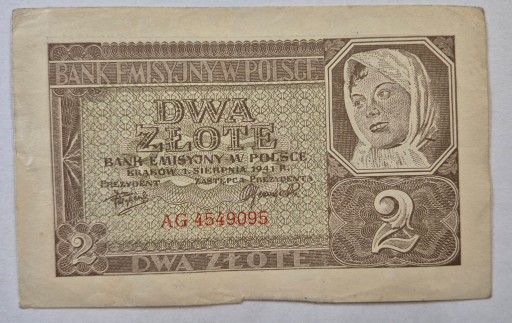 BANK EMISYJNY W POLSCE
DWA
ZŁOTE
BANK EMISYJNY W POLSCE
KRAKÓW 1. SIERPNIA 1941 R.
PREZYDENT ZASTĘPCA PREZYDENTA
AG 4549095
2 2
DWA ZŁOTE